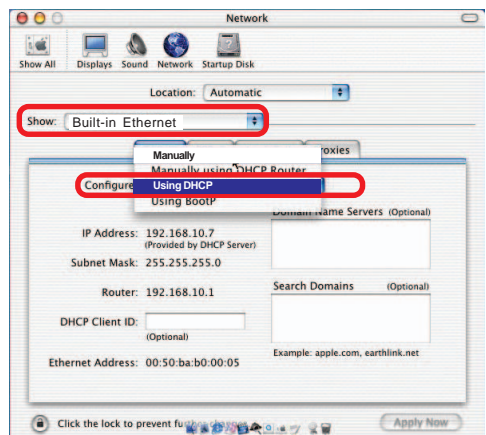 Network
Show All Displays Sound Network Startup Disk
Location: Automatic
Show: Built-in Ethernet
roxies
Manually
Manually using DHCP Router
Configure
Using DHCP
Using BootP
Domain Name Servers (Optional)
IP Address: 192.168.10.7
(Provided by DHCP Server)
Subnet Mask: 255.255.255.0
Router: 192.168.10.1
Search Domains (Optional)
DHCP Client ID:
(Optional)
Example: apple.com, earthlink.net
Ethernet Address: 00:50:ba:b0:00:05
Click the lock to prevent
Apply Now